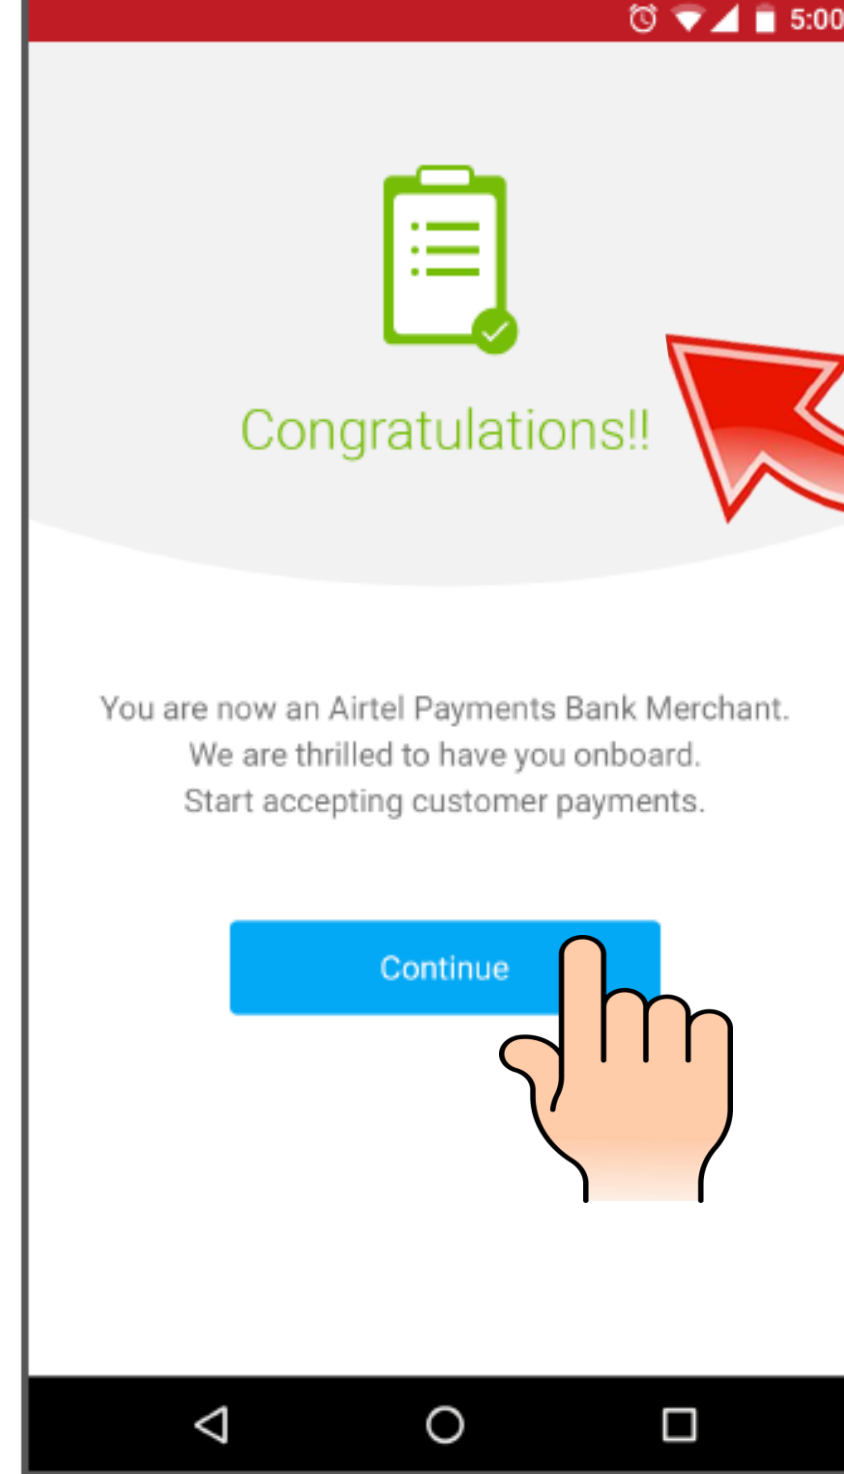 5:00
Congratulations!!
You are now an Airtel Payments Bank Merchant.
We are thrilled to have you onboard.
Start accepting customer payments.
Continue